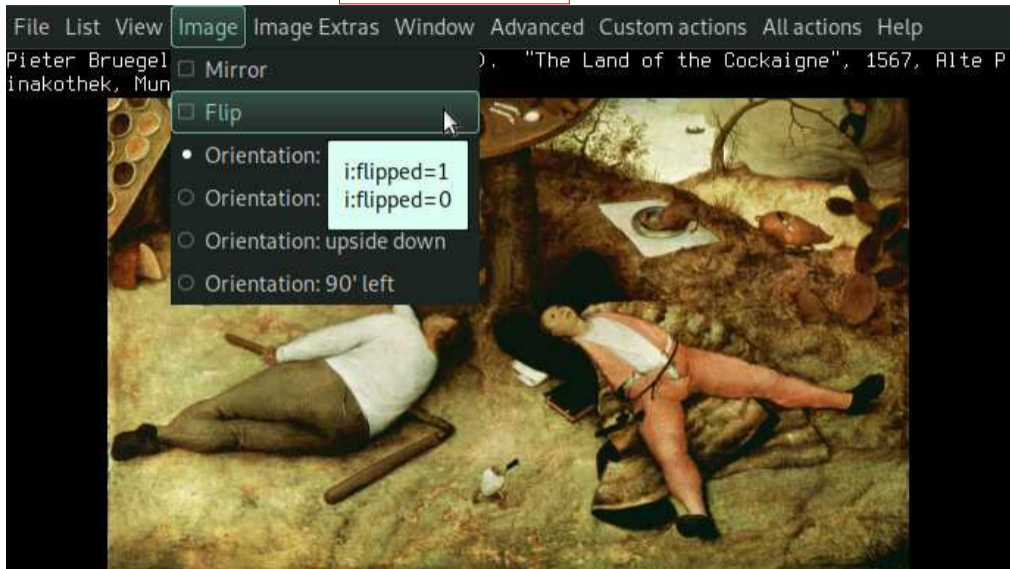 File List View Image Image Extras Window Advanced Custom actions All actions Help
Pieter Bruegel ). "The Land of the Cockaigne", 1567, Alte P
inakothek, Mun
Mirror
Flip
Orientation:
i:flipped=1
i:flipped=0
Orientation:
Orientation: upside down
Orientation: 90' left